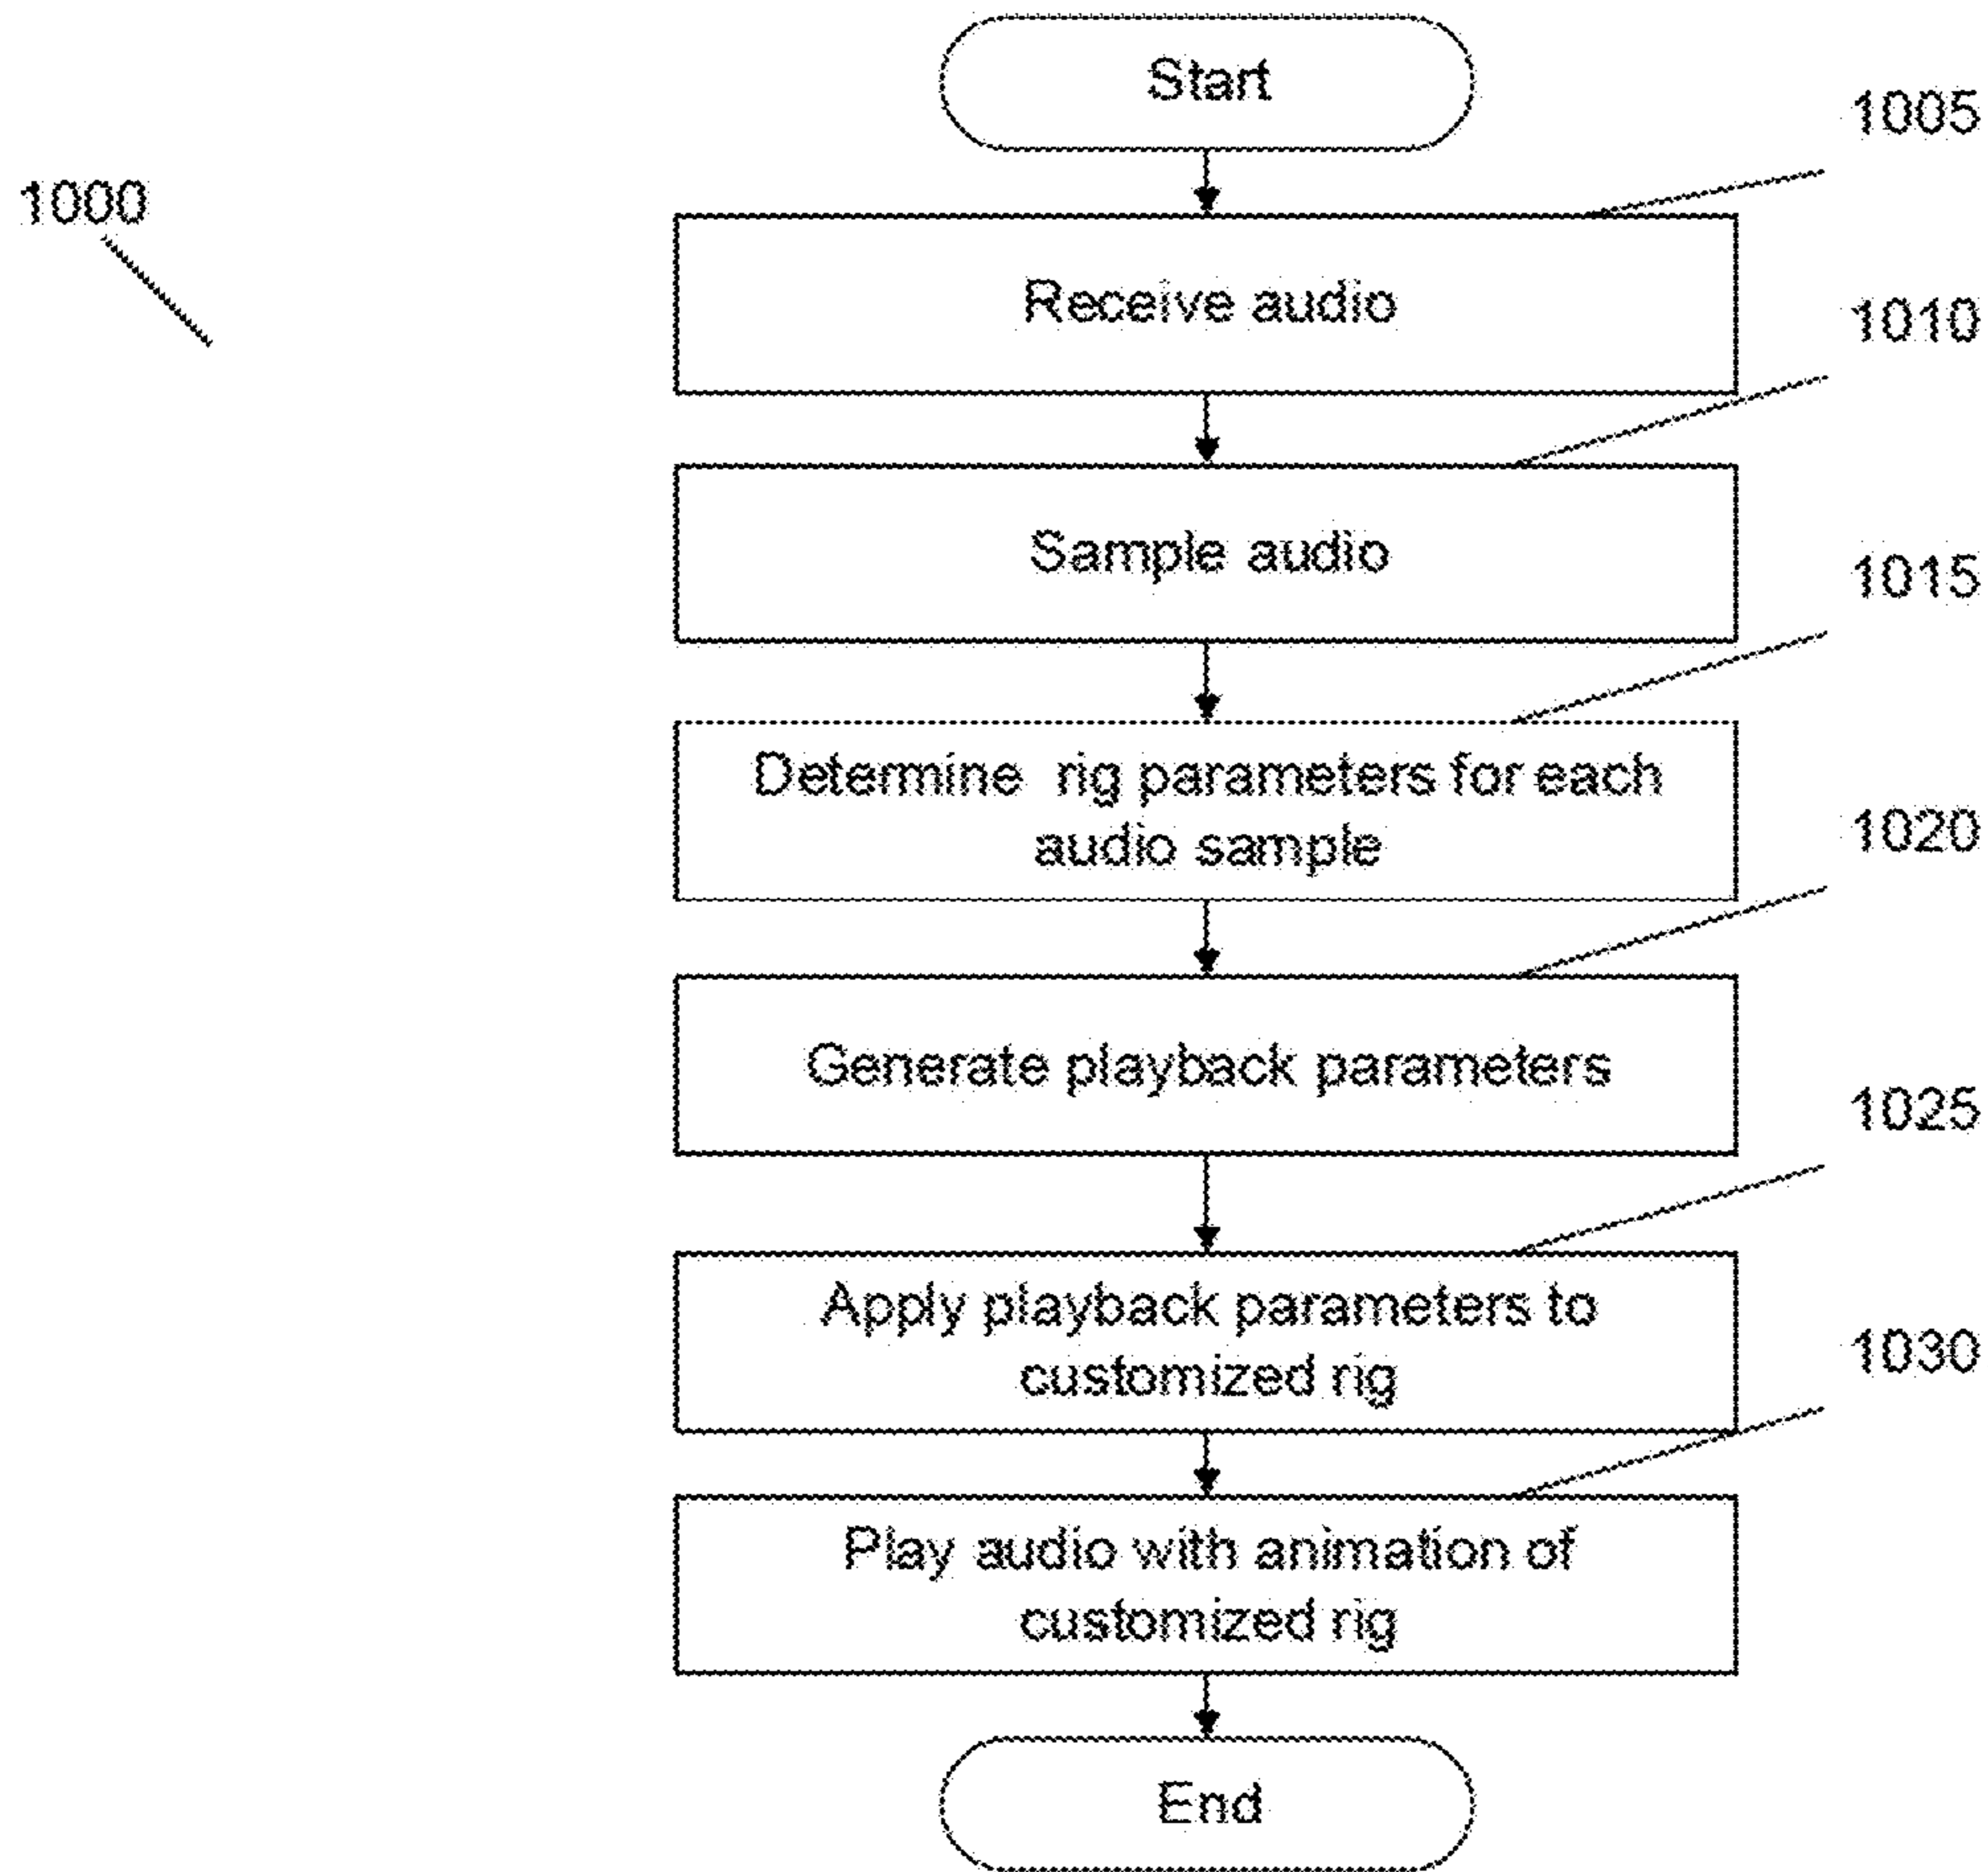 Start
1005
1000
Receive audio
1010
Sample audio
1015
Determine rig parameters for each
audio sample
1020
Generate playback parameters
1025
Apply playback parameters to
customized rig
1030
Play audio with animation of
customized rig
End